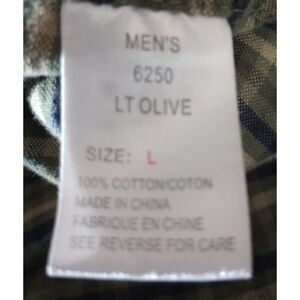 MEN'S
6250
LT OLIVE
SIZE: L
100% COTTON/COTON
MADE IN CHINA
FABRIQUE EN CHINE
SEE REVERSE FOR CARE